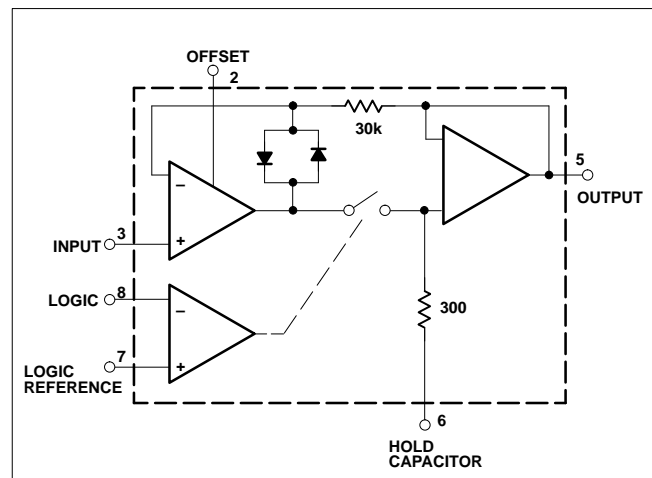 OFFSET
2
30k
5
OUTPUT
−
+
3
INPUT
8
LOGIC
−
+
7
LOGIC
REFERENCE
300
6
HOLD
CAPACITOR